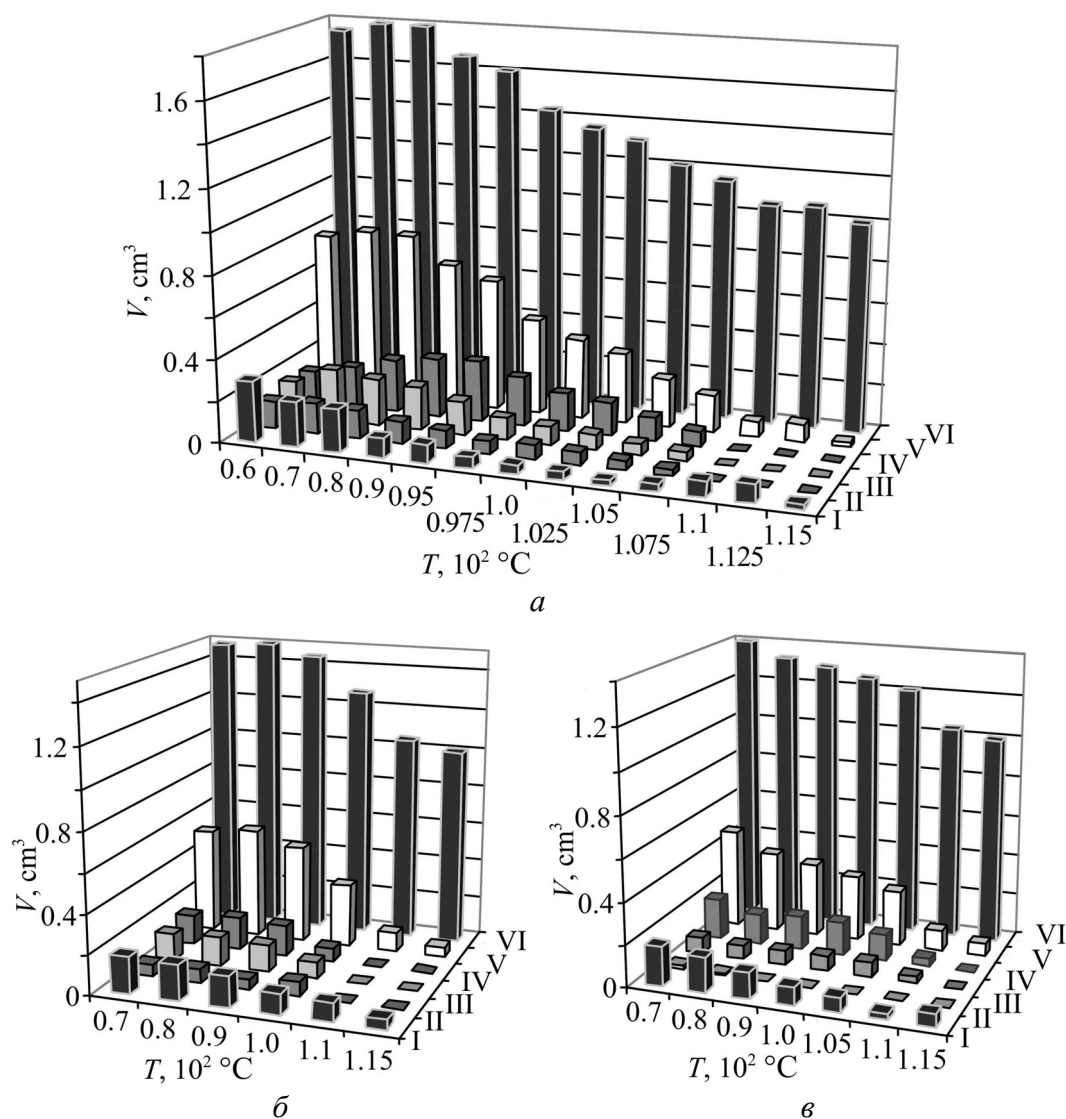 1.6
1.2
0.8
0.4
0
V, cm³
0.6 0.7 0.8 0.9 0.95 0.975 1.0 1.025 1.05 1.075 1.1 1.125 1.15
I II III IV V VI
T, 10² °C
а
1.2
0.8
0.4
0
V, cm³
0.7 0.8 0.9 1.0 1.1 1.15
I II III IV V VI
T, 10² °C
б
1.2
0.8
0.4
0
V, cm³
0.7 0.8 0.9 1.0 1.05 1.1 1.15
I II III IV V VI
T, 10² °C
в